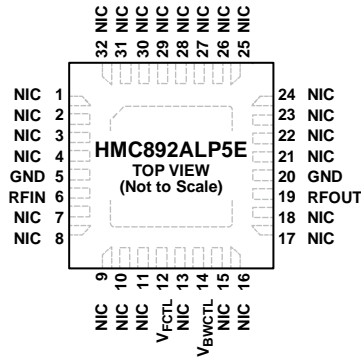 32 NIC
31 NIC
30 NIC
29 NIC
28 NIC
27 NIC
26 NIC
25 NIC
NIC 1
NIC 2
NIC 3
NIC 4
GND 5
RFIN 6
NIC 7
NIC 8
HMC892ALP5E
TOP VIEW
(Not to Scale)
24 NIC
23 NIC
22 NIC
21 NIC
20 GND
19 RFOUT
18 NIC
17 NIC
NIC 9
NIC 10
NIC 11
VFCTL 12
NIC 13
VBWCTL 14
NIC 15
NIC 16